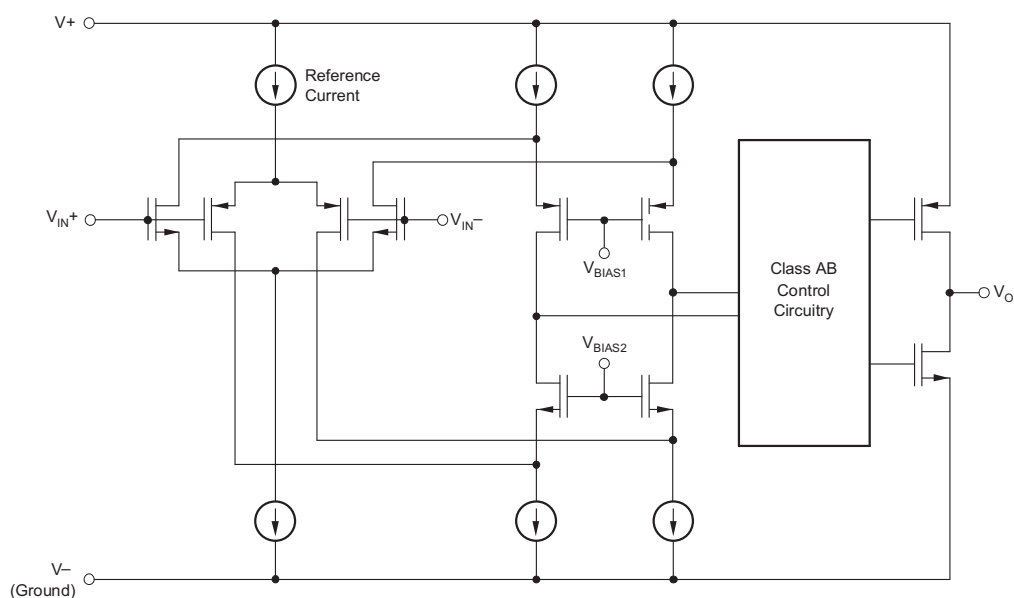 V+
Reference
Current
VIN+
VIN–
VBIAS1
VBIAS2
Class AB
Control
Circuitry
VO
V–
(Ground)